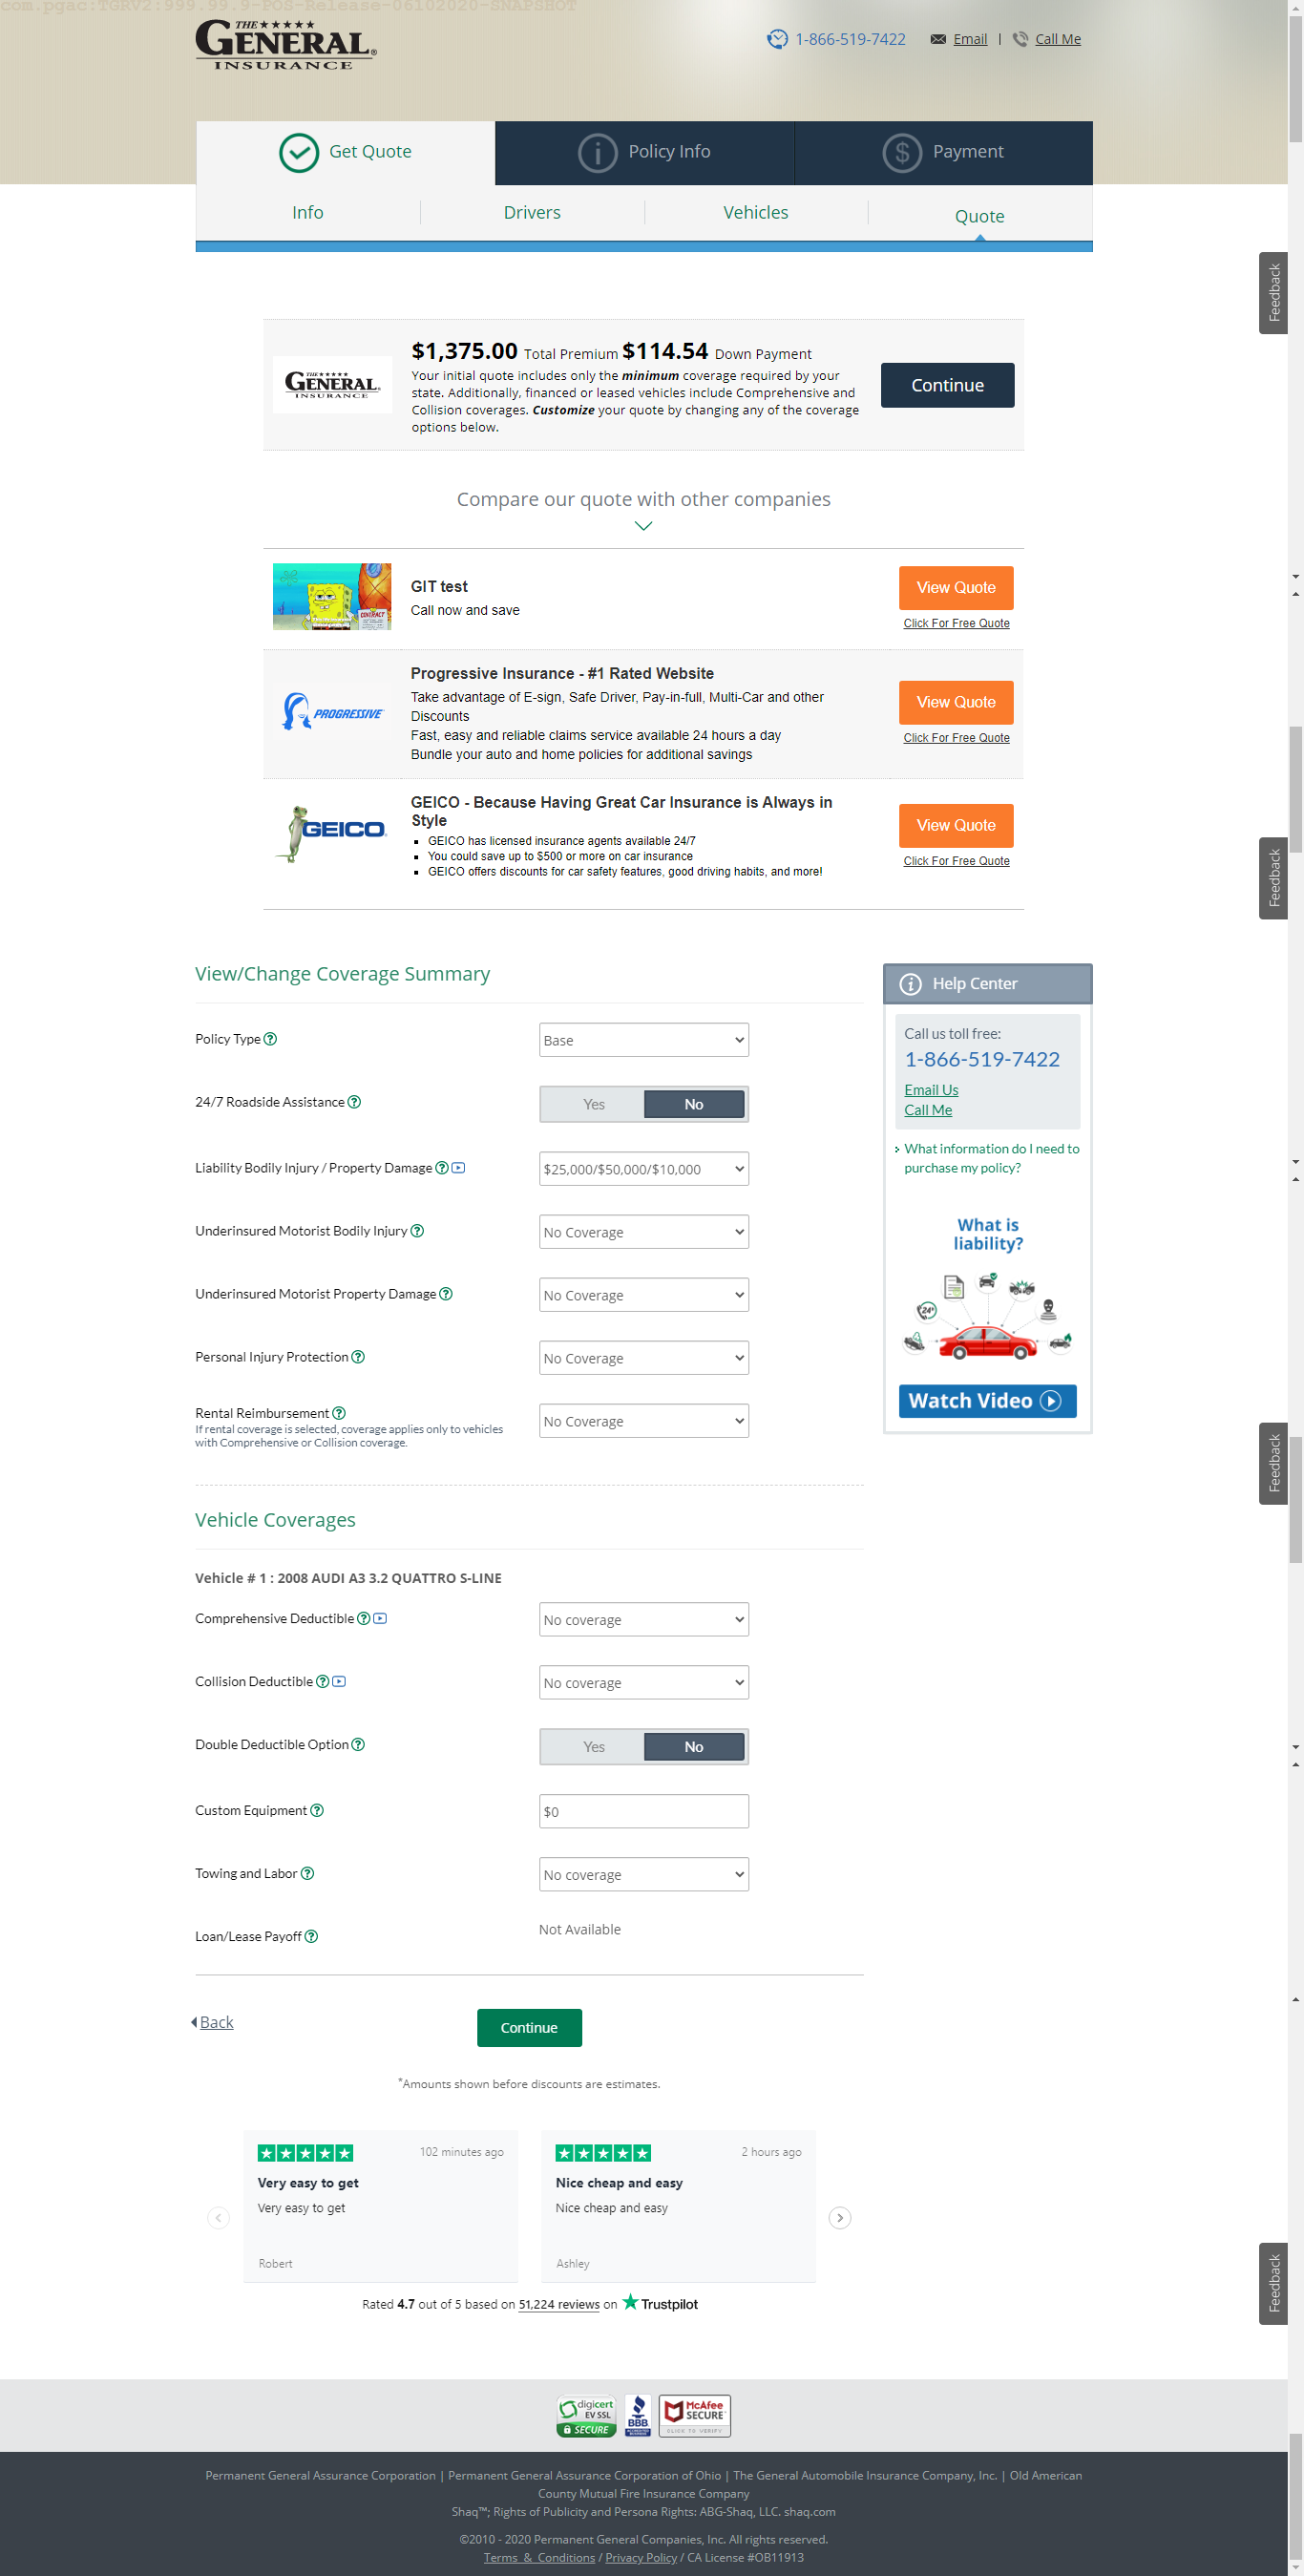 com.pgac:TGRV2:999.99.9-POS-Release-06102020-SNAPSHOT
THE
GENERAL®
INSURANCE
1-866-519-7422
Email | Call Me
Get Quote
Policy Info
Payment
Info
Drivers
Vehicles
Quote
Feedback
$1,375.00 Total Premium $114.54 Down Payment
THE
GENERAL®
INSURANCE
Your initial quote includes only the minimum coverage required by your
state. Additionally, financed or leased vehicles include Comprehensive and
Collision coverages. Customize your quote by changing any of the coverage
options below.
Continue
Compare our quote with other companies
CONTRACT
GIT test
Call now and save
View Quote
Click For Free Quote
PROGRESSIVE
Progressive Insurance - #1 Rated Website
Take advantage of E-sign, Safe Driver, Pay-in-full, Multi-Car and other
Discounts
Fast, easy and reliable claims service available 24 hours a day
Bundle your auto and home policies for additional savings
View Quote
Click For Free Quote
GEICO
GEICO - Because Having Great Car Insurance is Always in
Style
GEICO has licensed insurance agents available 24/7
You could save up to $500 or more on car insurance
GEICO offers discounts for car safety features, good driving habits, and more!
View Quote
Click For Free Quote
Feedback
View/Change Coverage Summary
Policy Type
Base
24/7 Roadside Assistance
Yes No
Liability Bodily Injury / Property Damage
$25,000/$50,000/$10,000
Underinsured Motorist Bodily Injury
No Coverage
Underinsured Motorist Property Damage
No Coverage
Personal Injury Protection
No Coverage
Rental Reimbursement
If rental coverage is selected, coverage applies only to vehicles
with Comprehensive or Collision coverage.
No Coverage
Help Center
Call us toll free:
1-866-519-7422
Email Us
Call Me
What information do I need to
purchase my policy?
What is
liability?
24*
Watch Video
Feedback
Vehicle Coverages
Vehicle # 1 : 2008 AUDI A3 3.2 QUATTRO S-LINE
Comprehensive Deductible
No coverage
Collision Deductible
No coverage
Double Deductible Option
Yes No
Custom Equipment
$0
Towing and Labor
No coverage
Loan/Lease Payoff
Not Available
Back
Continue
*Amounts shown before discounts are estimates.
102 minutes ago
Very easy to get
Very easy to get
Robert
2 hours ago
Nice cheap and easy
Nice cheap and easy
Ashley
Rated 4.7 out of 5 based on 51,224 reviews on Trustpilot
Feedback
digicert
EV SSL
SECURE
BBB
McAfee
SECURE
CLICK TO VERIFY
Permanent General Assurance Corporation | Permanent General Assurance Corporation of Ohio | The General Automobile Insurance Company, Inc. | Old American
County Mutual Fire Insurance Company
Shaq™; Rights of Publicity and Persona Rights: ABG-Shaq, LLC. shaq.com
©2010 - 2020 Permanent General Companies, Inc. All rights reserved.
Terms & Conditions / Privacy Policy / CA License #OB11913